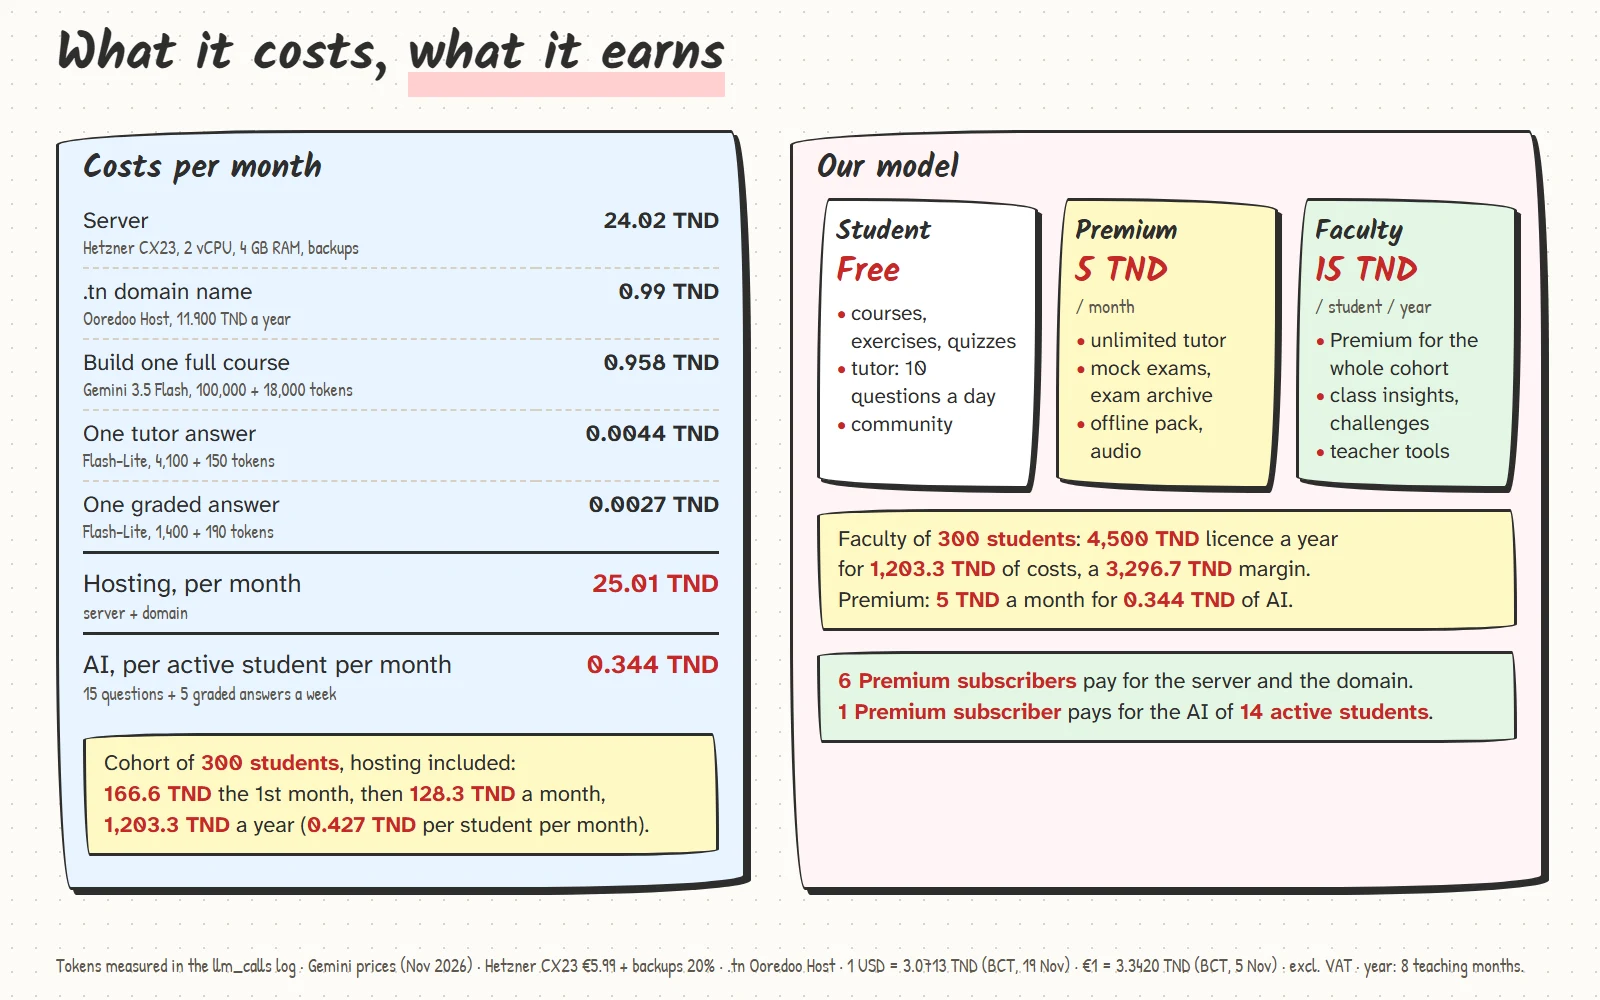 What it costs, what it earns
Costs per month
Server 24.02 TND
Hetzner CX23, 2 vCPU, 4 GB RAM, backups
.tn domain name 0.99 TND
Ooredoo Host, 11.900 TND a year
Build one full course 0.958 TND
Gemini 3.5 Flash, 100,000 + 18,000 tokens
One tutor answer 0.0044 TND
Flash-Lite, 4,100 + 150 tokens
One graded answer 0.0027 TND
Flash-Lite, 1,400 + 190 tokens
Hosting, per month 25.01 TND
server + domain
AI, per active student per month 0.344 TND
15 questions + 5 graded answers a week
Cohort of 300 students, hosting included:
166.6 TND the 1st month, then 128.3 TND a month,
1,203.3 TND a year (0.427 TND per student per month).
Our model
Student
Free
• courses,
exercises, quizzes
• tutor: 10
questions a day
• community
Premium
5 TND
/ month
• unlimited tutor
• mock exams,
exam archive
• offline pack,
audio
Faculty
15 TND
/ student / year
• Premium for the
whole cohort
• class insights,
challenges
• teacher tools
Faculty of 300 students: 4,500 TND licence a year
for 1,203.3 TND of costs, a 3,296.7 TND margin.
Premium: 5 TND a month for 0.344 TND of AI.
6 Premium subscribers pay for the server and the domain.
1 Premium subscriber pays for the AI of 14 active students.
Tokens measured in the llm_calls log · Gemini prices (Nov 2026) · Hetzner CX23 €5.99 + backups 20% · .tn Ooredoo Host · 1 USD = 3.0713 TND (BCT, 19 Nov) · €1 = 3.3420 TND (BCT, 5 Nov) · excl. VAT · year: 8 teaching months.